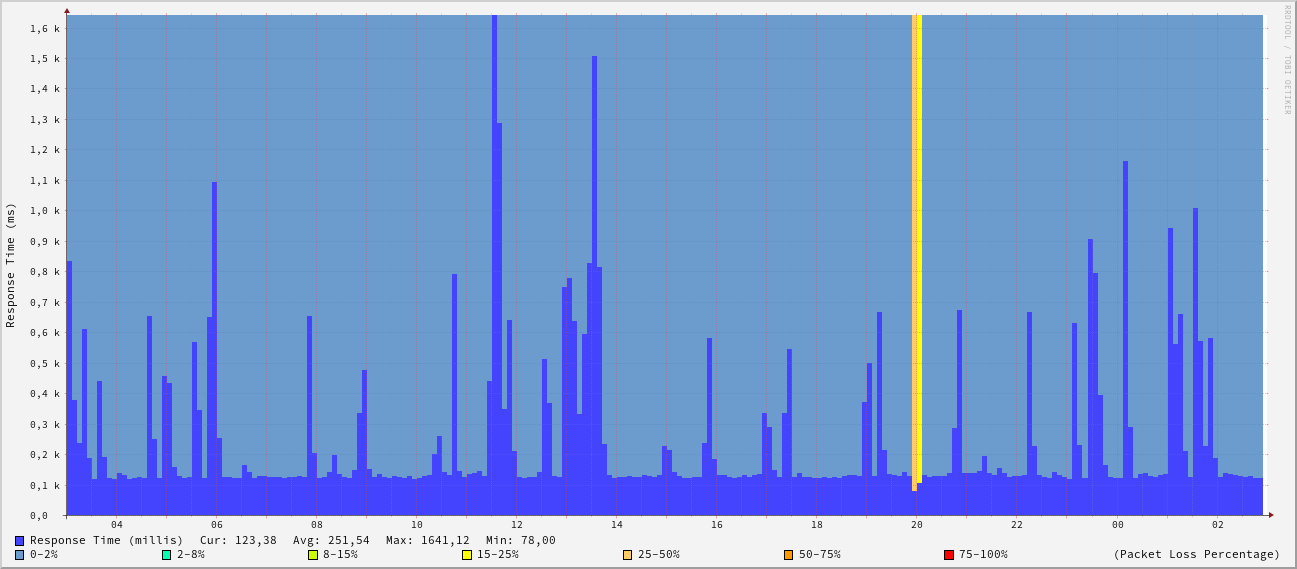 RRDTOOL / TOBI OETIKER
Response Time (ms)
1,6 k
1,5 k
1,4 k
1,3 k
1,2 k
1,1 k
1,0 k
0,9 k
0,8 k
0,7 k
0,6 k
0,5 k
0,4 k
0,3 k
0,2 k
0,1 k
0,0
04 06 08 10 12 14 16 18 20 22 00 02
Response Time (millis) Cur: 123,38 Avg: 251,54 Max: 1641,12 Min: 78,00
0-2% 2-8% 8-15% 15-25% 25-50% 50-75% 75-100% (Packet Loss Percentage)